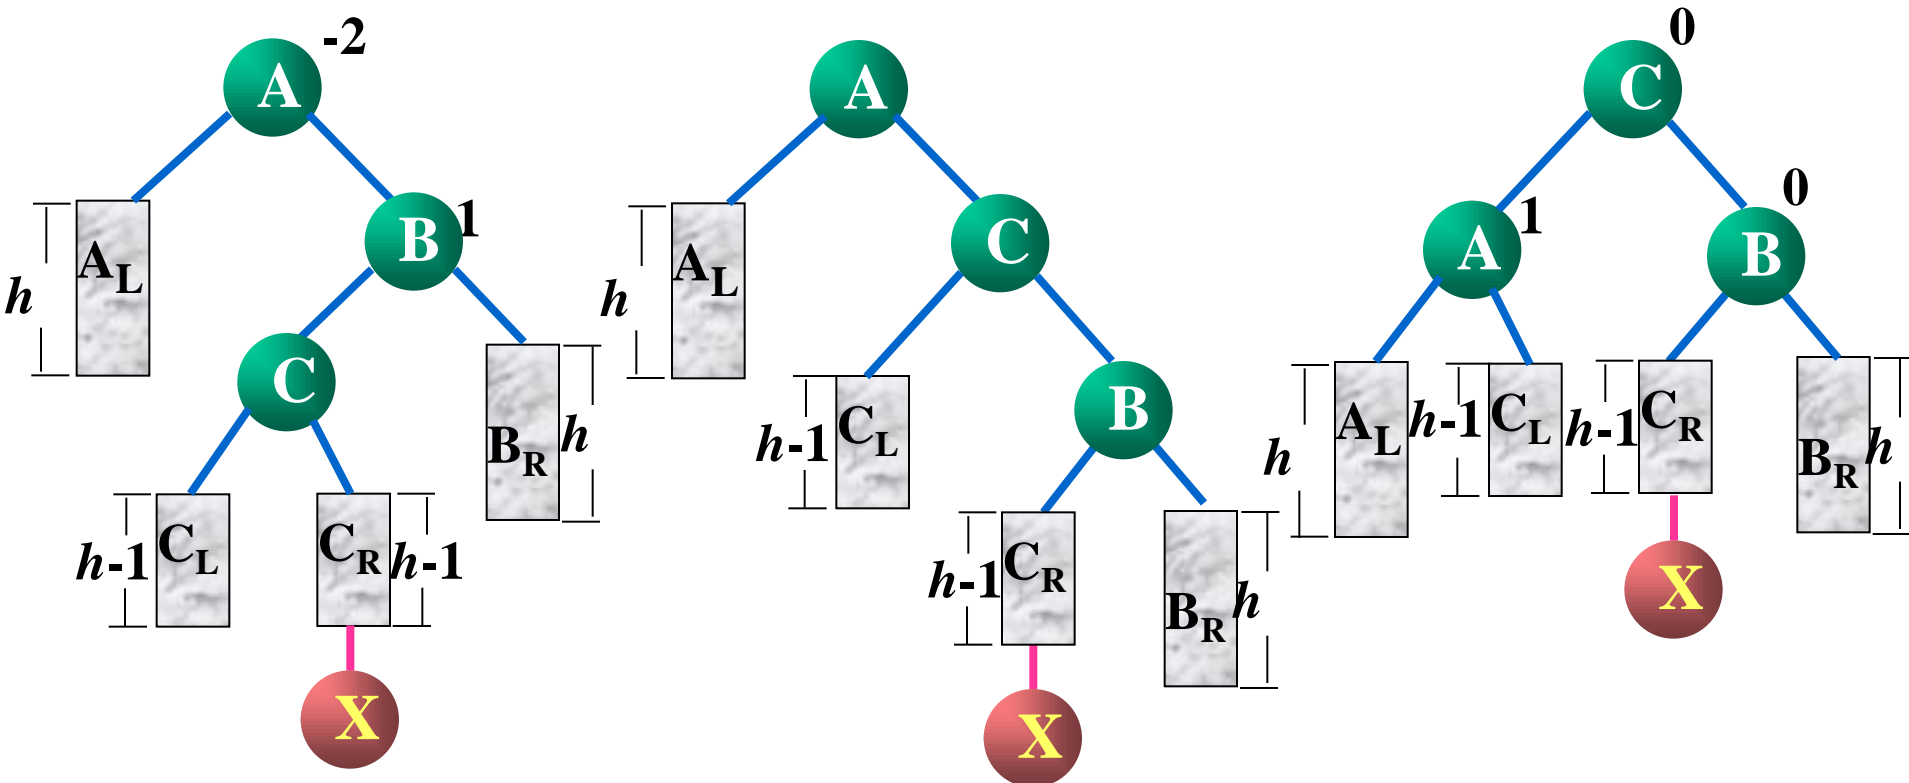 A -2
B 1
A_L
h
C
B_R
h
C_L
h-1
C_R
h-1
X
A
C
A_L
h
C_L
h-1
B
C_R
h-1
B_R
h
X
C 0
A 1
B 0
A_L
h
C_L
h-1
C_R
h-1
B_R
h
X